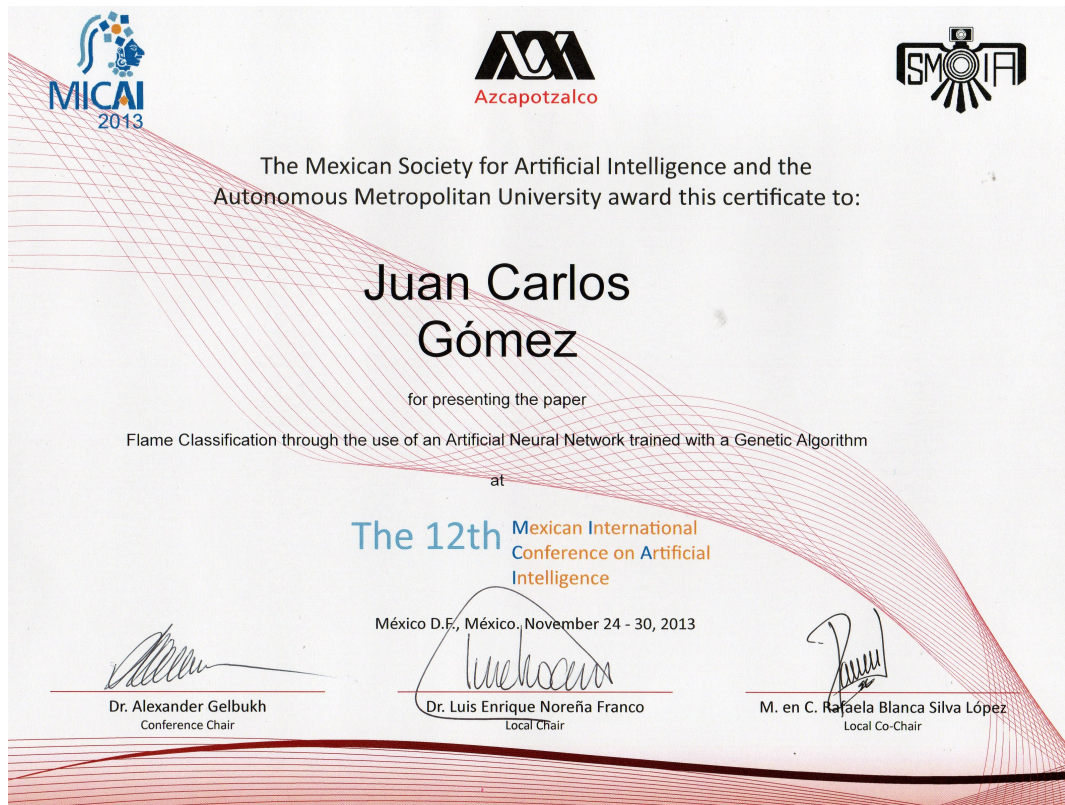 MICAI
2013
Azcapotzalco
SMIA
The Mexican Society for Artificial Intelligence and the
Autonomous Metropolitan University award this certificate to:
Juan Carlos
Gómez
for presenting the paper
Flame Classification through the use of an Artificial Neural Network trained with a Genetic Algorithm
at
The 12th
Mexican International
Conference on Artificial
Intelligence
México D.F., México. November 24 - 30, 2013
Dr. Alexander Gelbukh
Conference Chair
Dr. Luis Enrique Noreña Franco
Local Chair
M. en C. Rafaela Blanca Silva López
Local Co-Chair